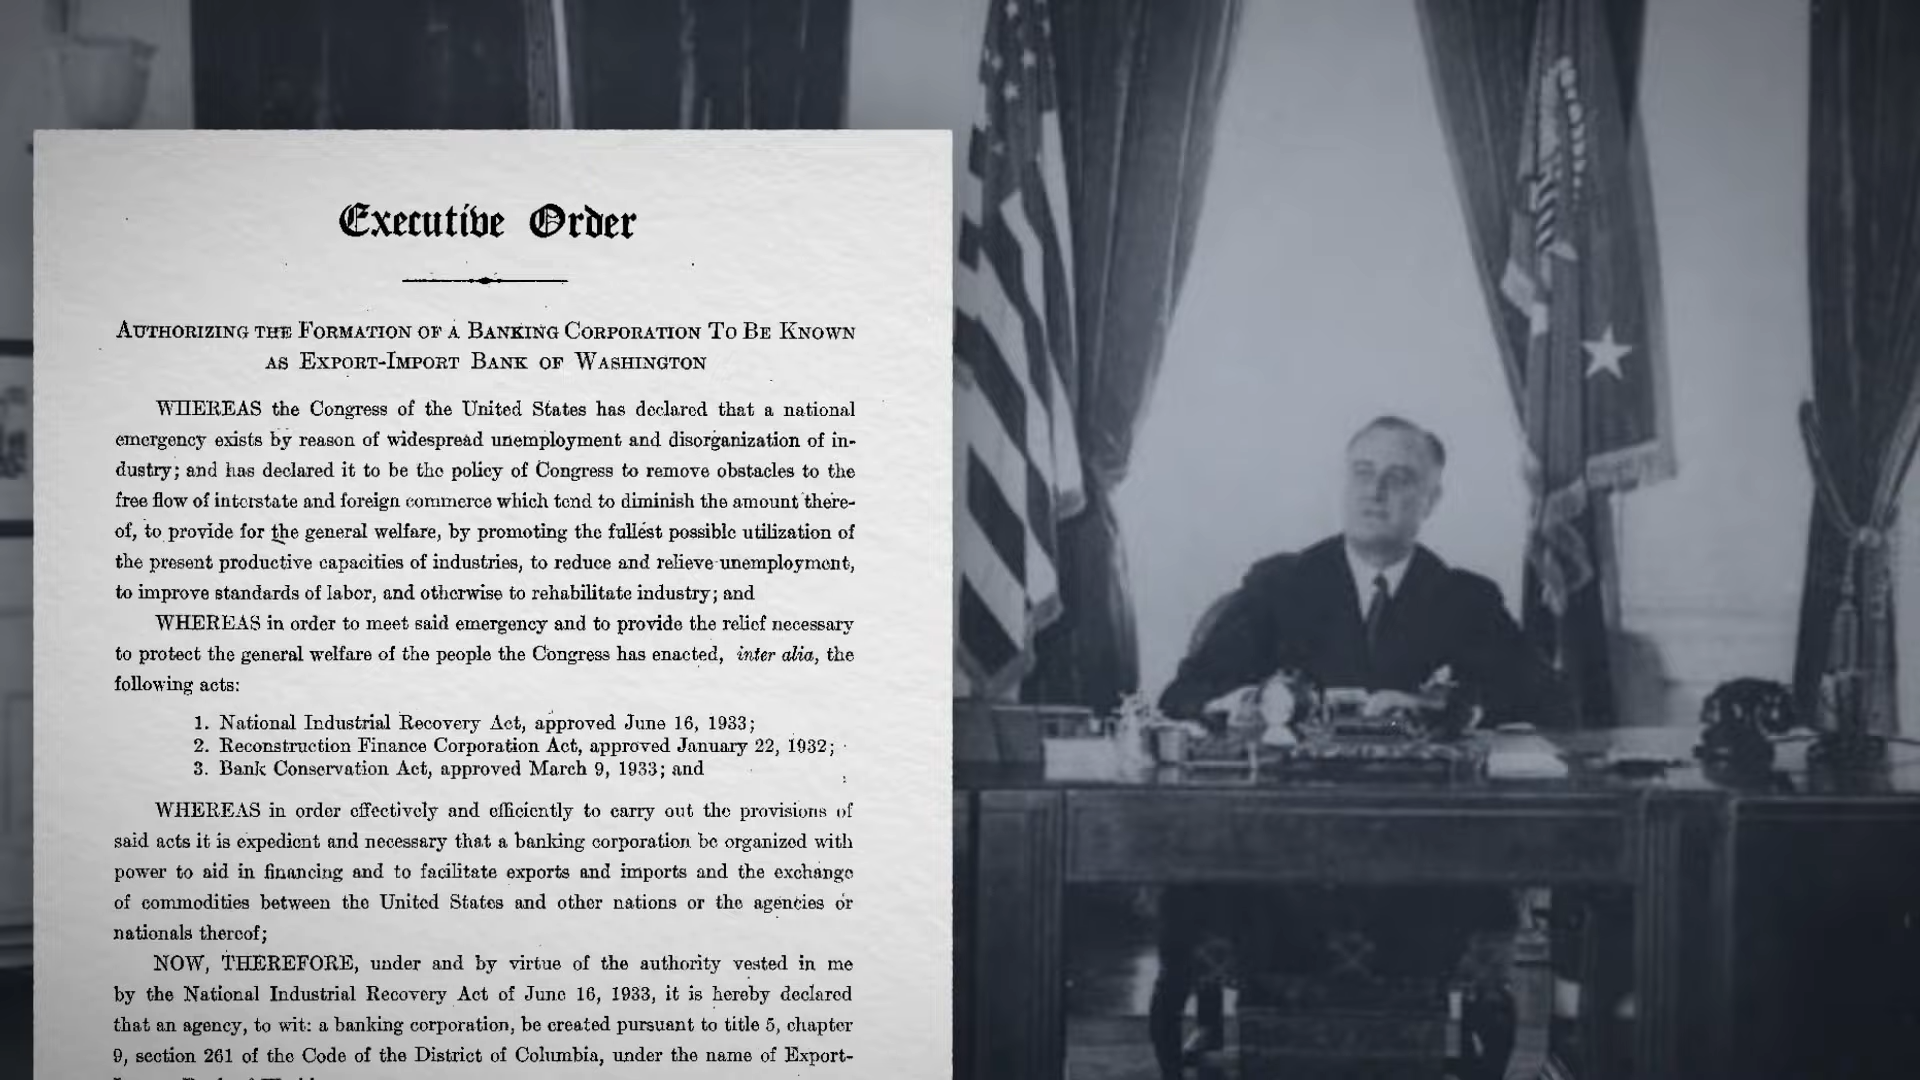 Executive Order
AUTHORIZING THE FORMATION OF A BANKING CORPORATION TO BE KNOWN
AS EXPORT-IMPORT BANK OF WASHINGTON
WHEREAS the Congress of the United States has declared that a national
emergency exists by reason of widespread unemployment and disorganization of in-
dustry; and has declared it to be the policy of Congress to remove obstacles to the
free flow of interstate and foreign commerce which tend to diminish the amount there-
of, to provide for the general welfare, by promoting the fullest possible utilization of
the present productive capacities of industries, to reduce and relieve unemployment,
to improve standards of labor, and otherwise to rehabilitate industry; and
WHEREAS in order to meet said emergency and to provide the relief necessary
to protect the general welfare of the people the Congress has enacted, inter alia, the
following acts:
1. National Industrial Recovery Act, approved June 16, 1933;
2. Reconstruction Finance Corporation Act, approved January 22, 1932;
3. Bank Conservation Act, approved March 9, 1933; and
WHEREAS in order effectively and efficiently to carry out the provisions of
said acts it is expedient and necessary that a banking corporation be organized with
power to aid in financing and to facilitate exports and imports and the exchange
of commodities between the United States and other nations or the agencies or
nationals thereof;
NOW, THEREFORE, under and by virtue of the authority vested in me
by the National Industrial Recovery Act of June 16, 1933, it is hereby declared
that an agency, to wit: a banking corporation, be created pursuant to title 5, chapter
9, section 261 of the Code of the District of Columbia, under the name of Export-